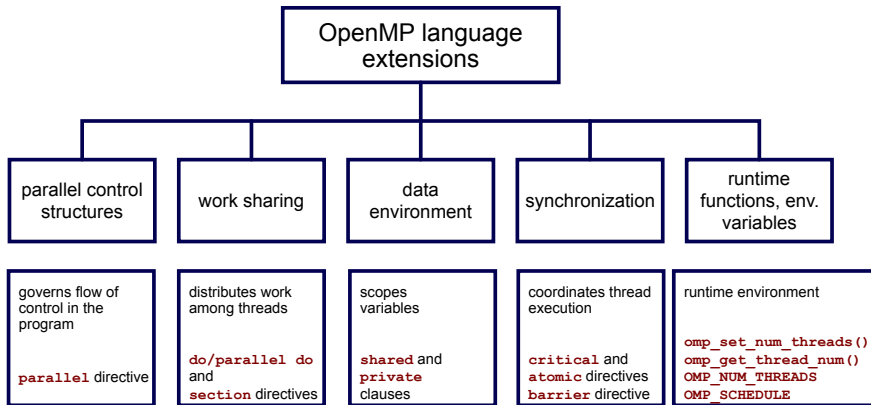 OpenMP language
extensions
parallel control
structures
work sharing
data
environment
synchronization
runtime
functions, env.
variables
governs flow of
control in the
program
parallel directive
distributes work
among threads
do/parallel do
and
section directives
scopes
variables
shared and
private
clauses
coordinates thread
execution
critical and
atomic directives
barrier directive
runtime environment
omp_set_num_threads()
omp_get_thread_num()
OMP_NUM_THREADS
OMP_SCHEDULE